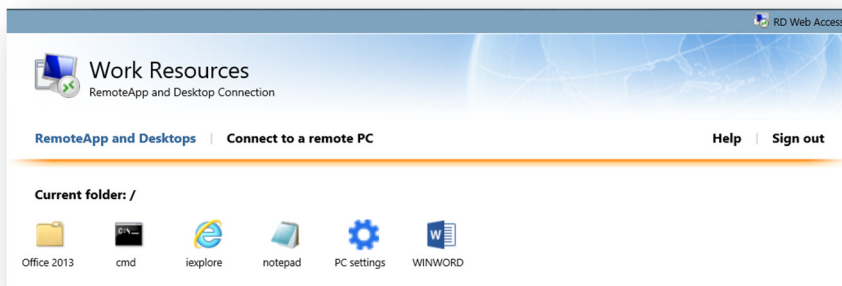 RD Web Access
Work Resources
RemoteApp and Desktop Connection
RemoteApp and Desktops | Connect to a remote PC Help | Sign out
Current folder: /
C:\_
W
Office 2013 cmd iexplore notepad PC settings WINWORD